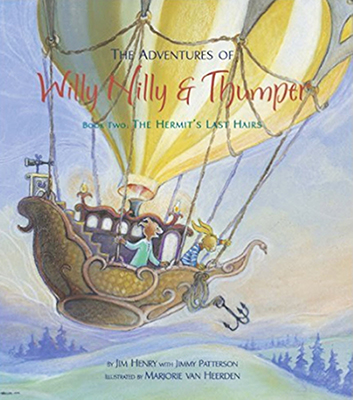 THE ADVENTURES OF
Willy Nilly & Thumper
BOOK TWO: THE HERMIT'S LAST HAIRS
BY JIM HENRY WITH JIMMY PATTERSON
ILLUSTRATED BY MARJORIE VAN HEERDEN